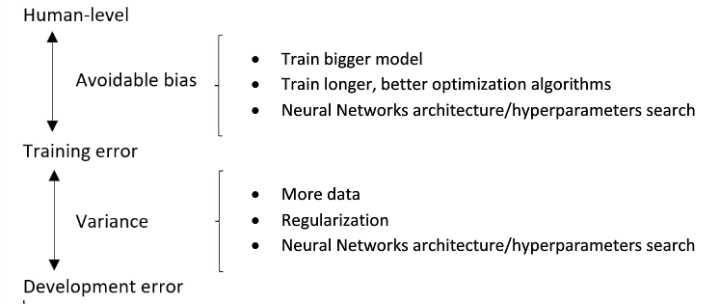 Human-level
Avoidable bias
• Train bigger model
• Train longer, better optimization algorithms
• Neural Networks architecture/hyperparameters search
Training error
Variance
• More data
• Regularization
• Neural Networks architecture/hyperparameters search
Development error